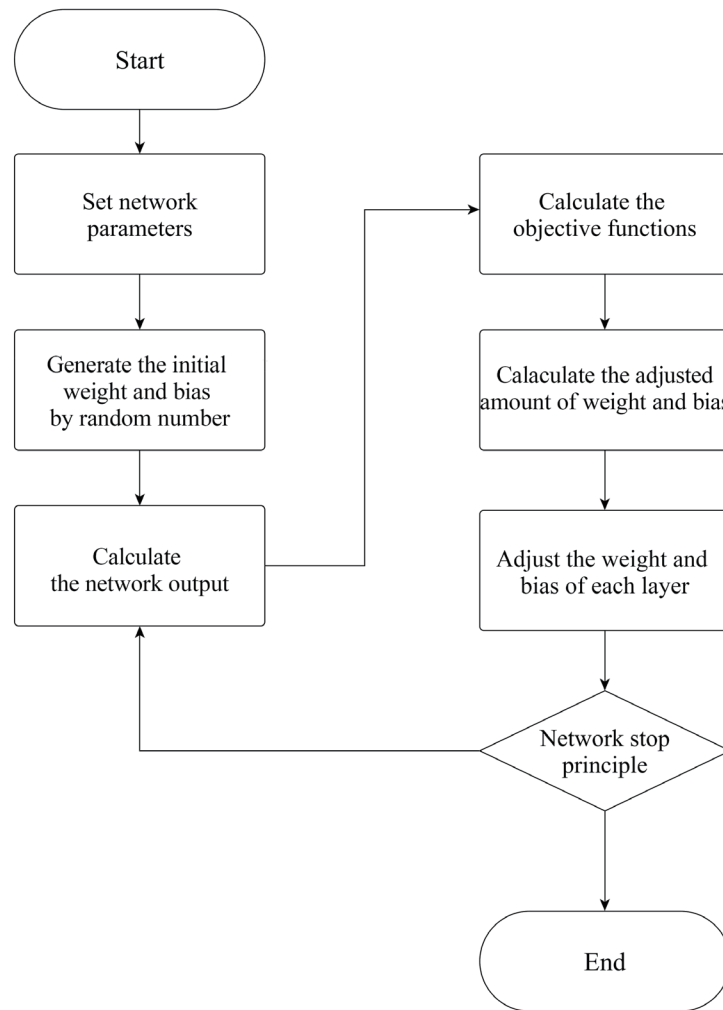 Start
Set network
parameters
Generate the initial
weight and bias
by random number
Calculate
the network output
Calculate the
objective functions
Calaculate the adjusted
amount of weight and bias
Adjust the weight and
bias of each layer
Network stop
principle
End